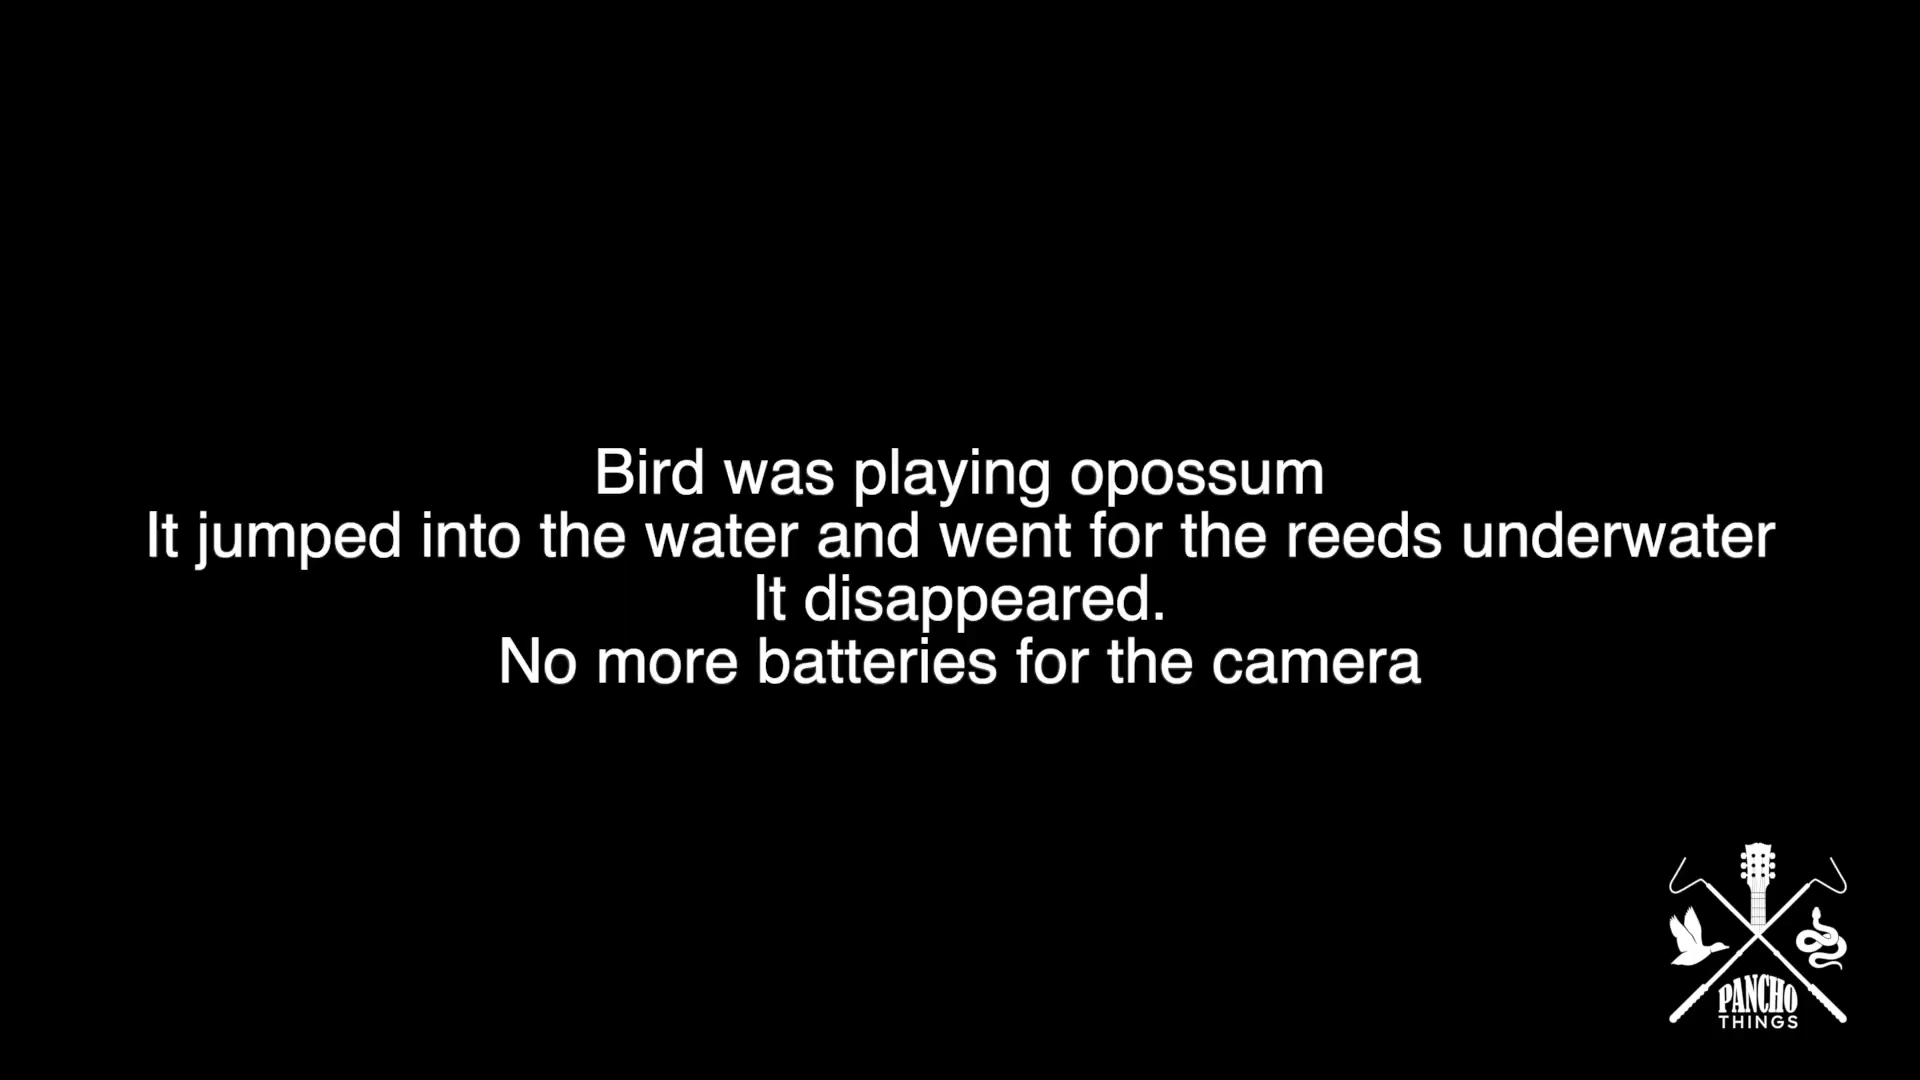 Bird was playing opossum
It jumped into the water and went for the reeds underwater
It disappeared.
No more batteries for the camera
PANCHO
THINGS